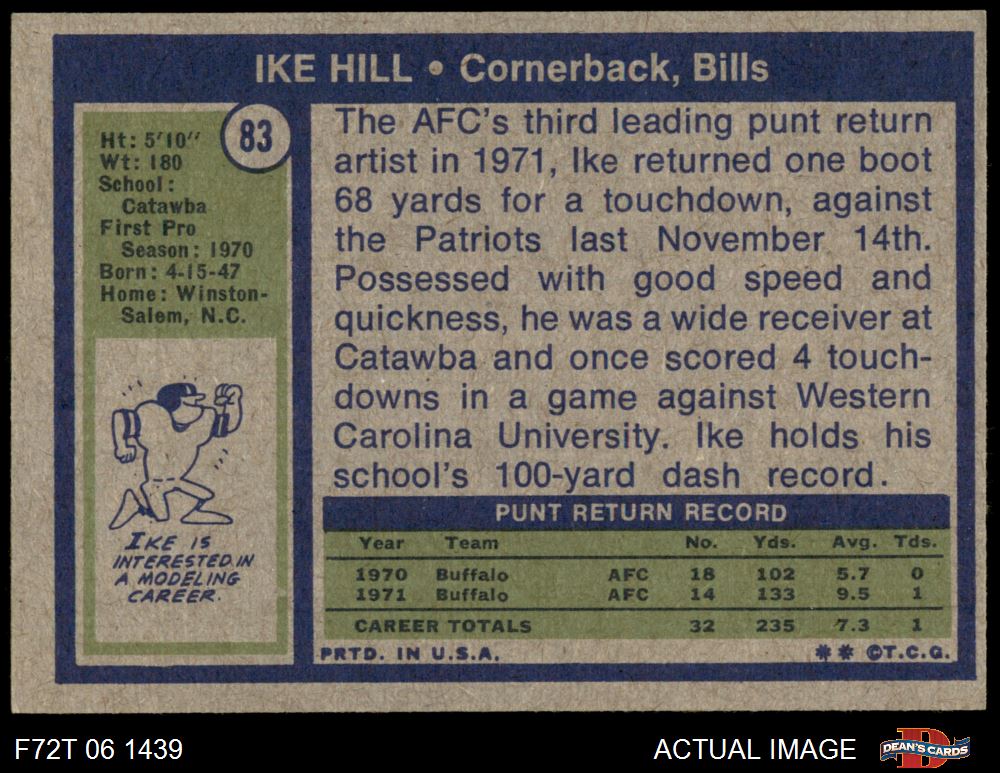 IKE HILL • Cornerback, Bills
83
Ht: 5'10"
Wt: 180
School:
Catawba
First Pro
Season: 1970
Born: 4-15-47
Home: Winston-
Salem, N.C.
IKE IS
INTERESTED IN
A MODELING
CAREER.
The AFC's third leading punt return
artist in 1971, Ike returned one boot
68 yards for a touchdown, against
the Patriots last November 14th.
Possessed with good speed and
quickness, he was a wide receiver at
Catawba and once scored 4 touch-
downs in a game against Western
Carolina University. Ike holds his
school's 100-yard dash record.
PUNT RETURN RECORD
Year Team No. Yds. Avg. Tds.
1970 Buffalo AFC 18 102 5.7 0
1971 Buffalo AFC 14 133 9.5 1
CAREER TOTALS 32 235 7.3 1
PRTD. IN U.S.A. ** ©T.C.G.
F72T 06 1439 ACTUAL IMAGE DEAN'S CARDS